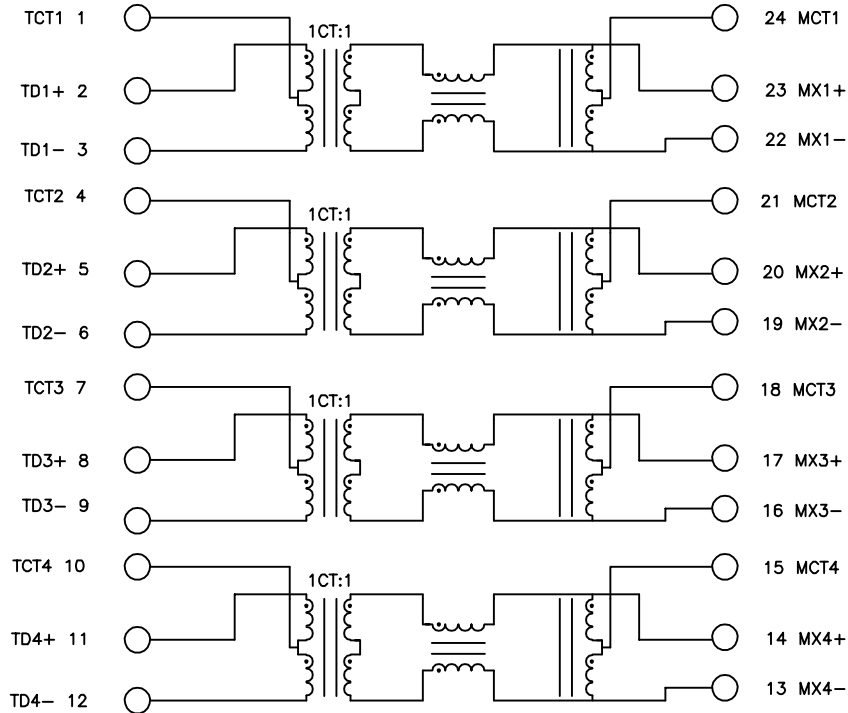 TCT1 1
1CT:1
24 MCT1
TD1+ 2
23 MX1+
TD1- 3
22 MX1-
TCT2 4
1CT:1
21 MCT2
TD2+ 5
20 MX2+
TD2- 6
19 MX2-
TCT3 7
1CT:1
18 MCT3
TD3+ 8
17 MX3+
TD3- 9
16 MX3-
TCT4 10
1CT:1
15 MCT4
TD4+ 11
14 MX4+
TD4- 12
13 MX4-